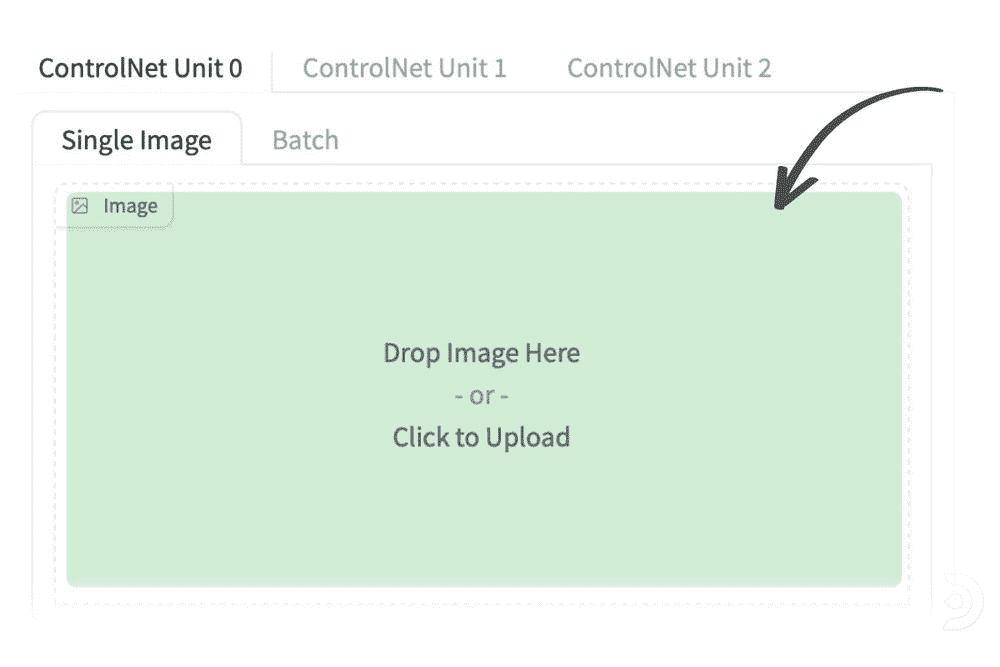 ControlNet Unit 0 ControlNet Unit 1 ControlNet Unit 2
Single Image Batch
Image
Drop Image Here
- or -
Click to Upload